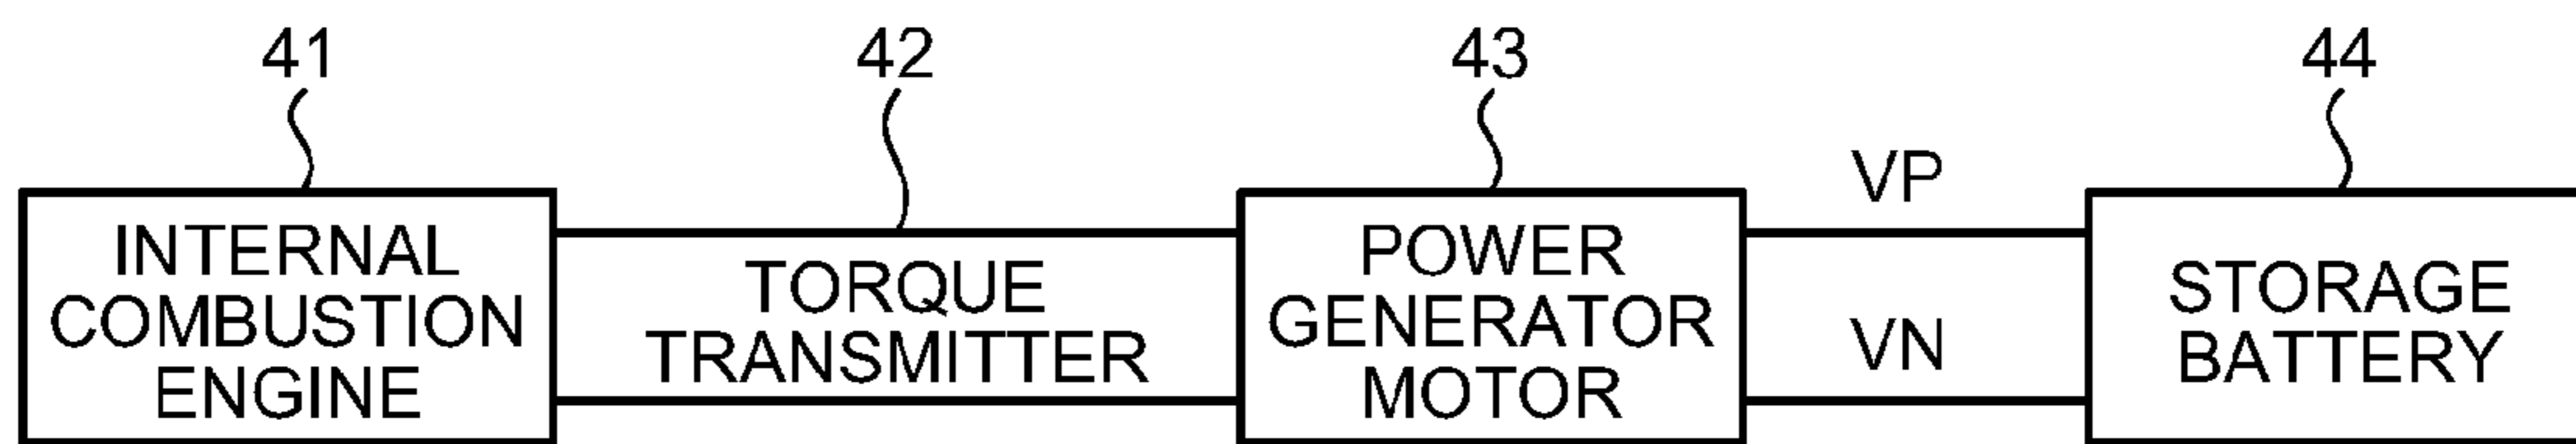 41
42
43
44
INTERNAL
COMBUSTION
ENGINE
TORQUE
TRANSMITTER
POWER
GENERATOR
MOTOR
VP
VN
STORAGE
BATTERY